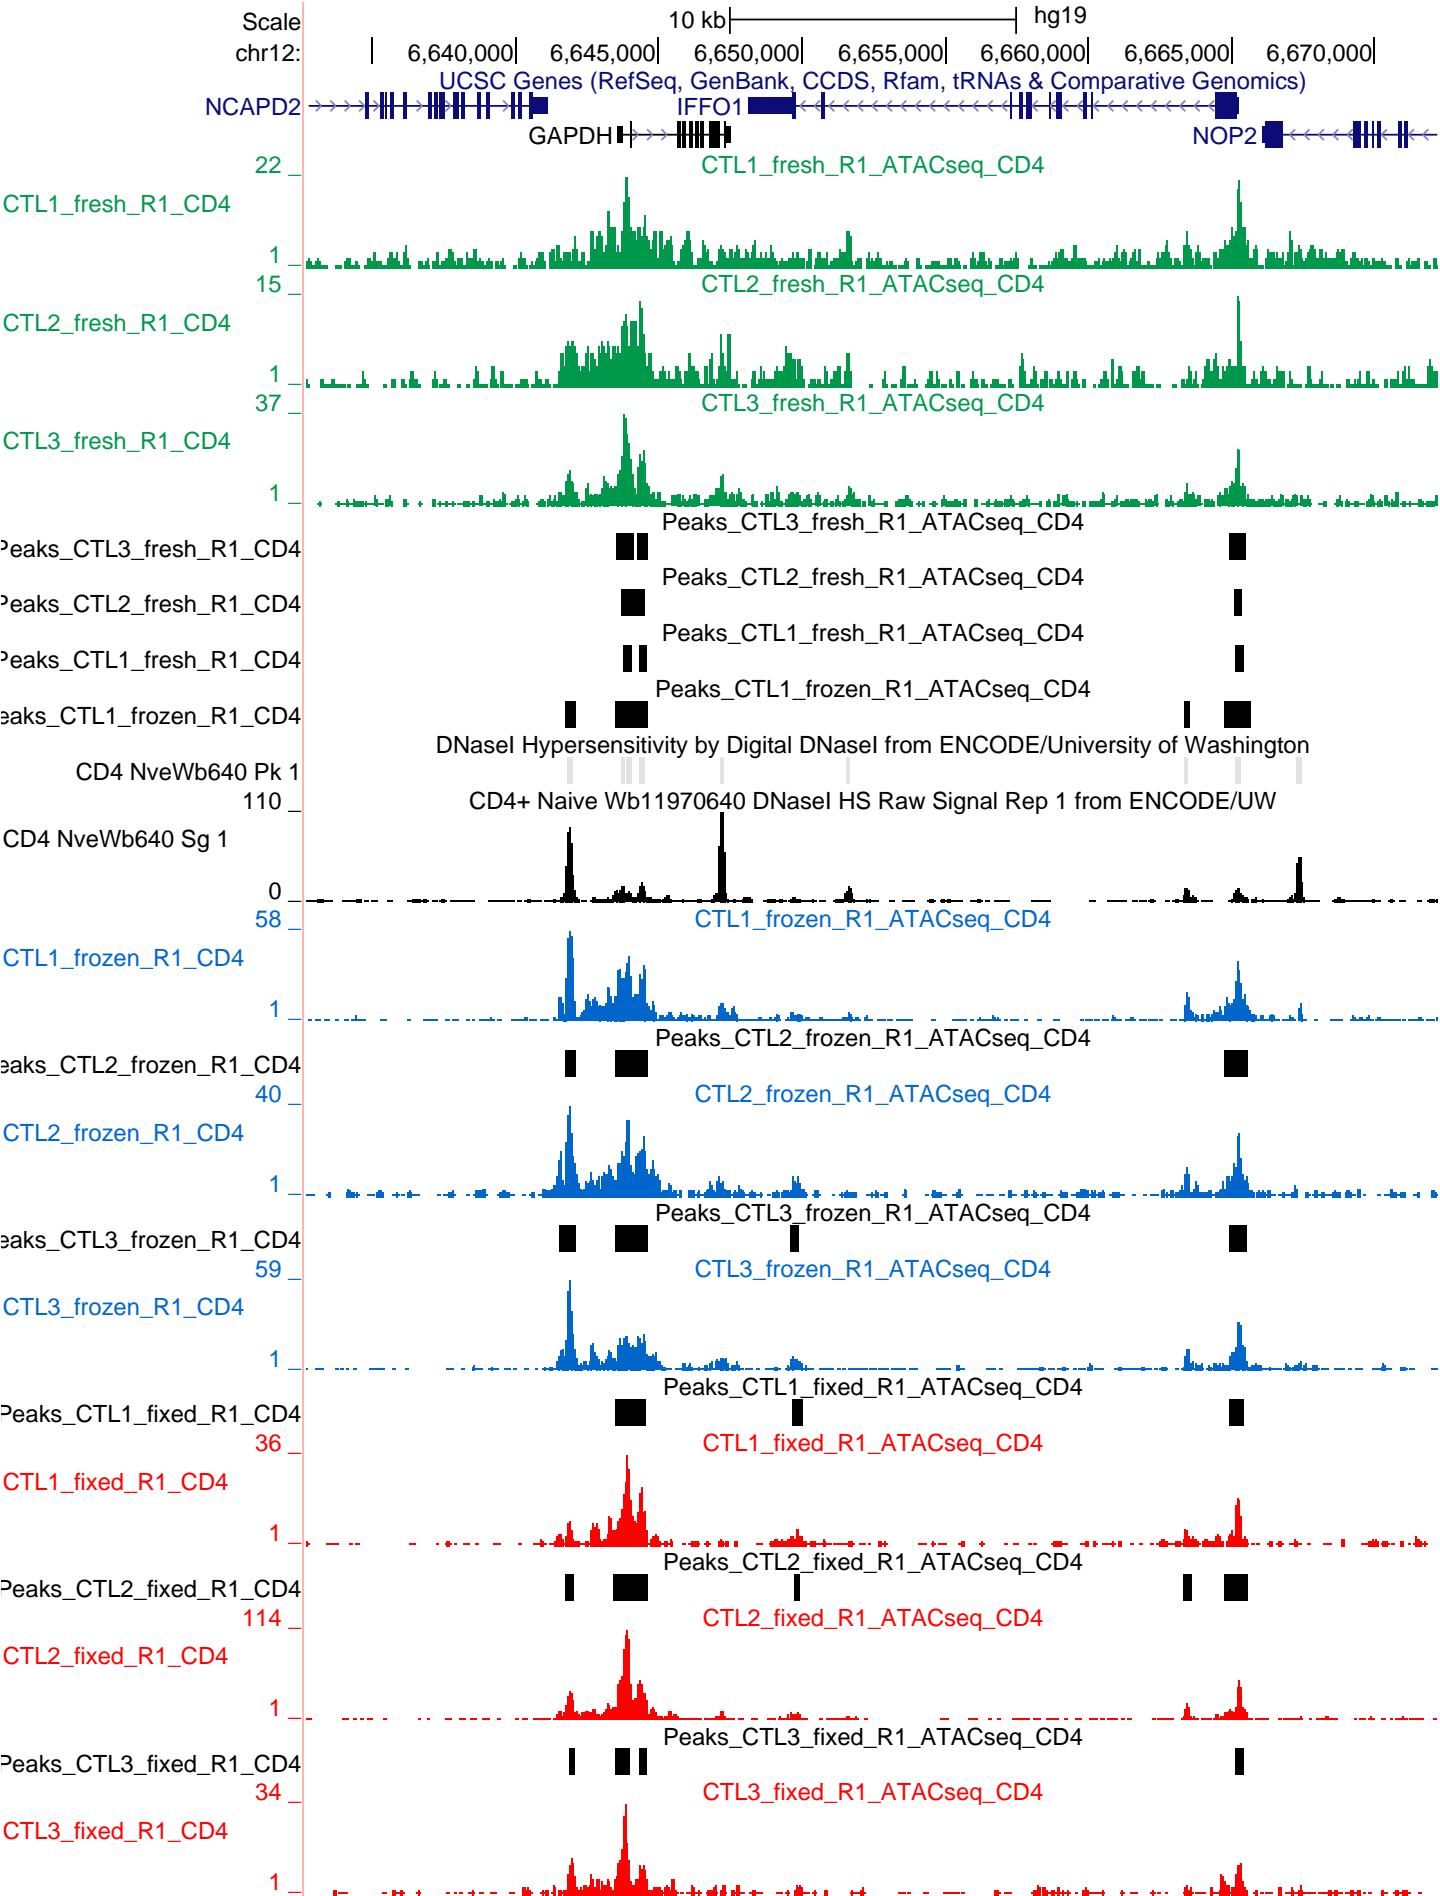 Scale 10 kb hg19
chr12: 6,640,000 6,645,000 6,650,000 6,655,000 6,660,000 6,665,000 6,670,000
UCSC Genes (RefSeq, GenBank, CCDS, Rfam, tRNAs & Comparative Genomics)
NCAPD2 IFFO1
GAPDH NOP2
22 _ CTL1_fresh_R1_ATACseq_CD4
CTL1_fresh_R1_CD4
1 _
15 _ CTL2_fresh_R1_ATACseq_CD4
CTL2_fresh_R1_CD4
1 _
37 _ CTL3_fresh_R1_ATACseq_CD4
CTL3_fresh_R1_CD4
1 _
Peaks_CTL3_fresh_R1_ATACseq_CD4
Peaks_CTL3_fresh_R1_CD4
Peaks_CTL2_fresh_R1_ATACseq_CD4
Peaks_CTL2_fresh_R1_CD4
Peaks_CTL1_fresh_R1_ATACseq_CD4
Peaks_CTL1_fresh_R1_CD4
Peaks_CTL1_frozen_R1_ATACseq_CD4
eaks_CTL1_frozen_R1_CD4
DNaseI Hypersensitivity by Digital DNaseI from ENCODE/University of Washington
CD4 NveWb640 Pk 1
110 _ CD4+ Naive Wb11970640 DNaseI HS Raw Signal Rep 1 from ENCODE/UW
CD4 NveWb640 Sg 1
0 _
58 _ CTL1_frozen_R1_ATACseq_CD4
CTL1_frozen_R1_CD4
1 _
Peaks_CTL2_frozen_R1_ATACseq_CD4
eaks_CTL2_frozen_R1_CD4
40 _ CTL2_frozen_R1_ATACseq_CD4
CTL2_frozen_R1_CD4
1 _
Peaks_CTL3_frozen_R1_ATACseq_CD4
eaks_CTL3_frozen_R1_CD4
59 _ CTL3_frozen_R1_ATACseq_CD4
CTL3_frozen_R1_CD4
1 _
Peaks_CTL1_fixed_R1_ATACseq_CD4
Peaks_CTL1_fixed_R1_CD4
36 _ CTL1_fixed_R1_ATACseq_CD4
CTL1_fixed_R1_CD4
1 _
Peaks_CTL2_fixed_R1_ATACseq_CD4
Peaks_CTL2_fixed_R1_CD4
114 _ CTL2_fixed_R1_ATACseq_CD4
CTL2_fixed_R1_CD4
1 _
Peaks_CTL3_fixed_R1_ATACseq_CD4
Peaks_CTL3_fixed_R1_CD4
34 _ CTL3_fixed_R1_ATACseq_CD4
CTL3_fixed_R1_CD4
1 _